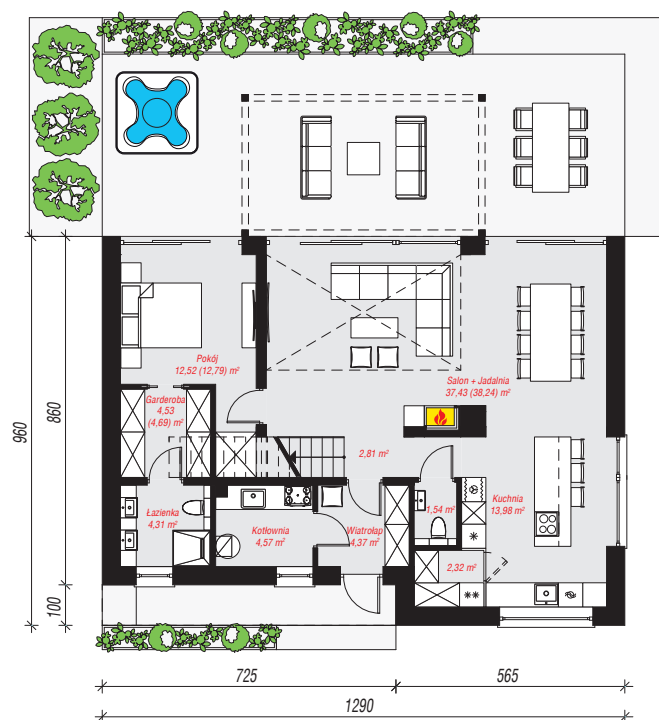 Pokój
12,52 (12,79) m²
Garderoba
4,53
(4,69) m²
Salon + Jadalnia
37,43 (38,24) m²
2,81 m²
Łazienka
4,31 m²
Kotłownia
4,57 m²
Wiatrołap
4,37 m²
1,54 m²
Kuchnia
13,98 m²
2,32 m²
960
860
100
725
565
1290